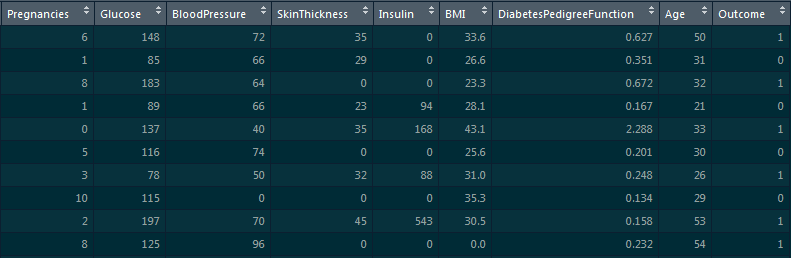 Pregnancies Glucose BloodPressure SkinThickness Insulin BMI DiabetesPedigreeFunction Age Outcome
6 148 72 35 0 33.6 0.627 50 1
1 85 66 29 0 26.6 0.351 31 0
8 183 64 0 0 23.3 0.672 32 1
1 89 66 23 94 28.1 0.167 21 0
0 137 40 35 168 43.1 2.288 33 1
5 116 74 0 0 25.6 0.201 30 0
3 78 50 32 88 31.0 0.248 26 1
10 115 0 0 0 35.3 0.134 29 0
2 197 70 45 543 30.5 0.158 53 1
8 125 96 0 0 0.0 0.232 54 1